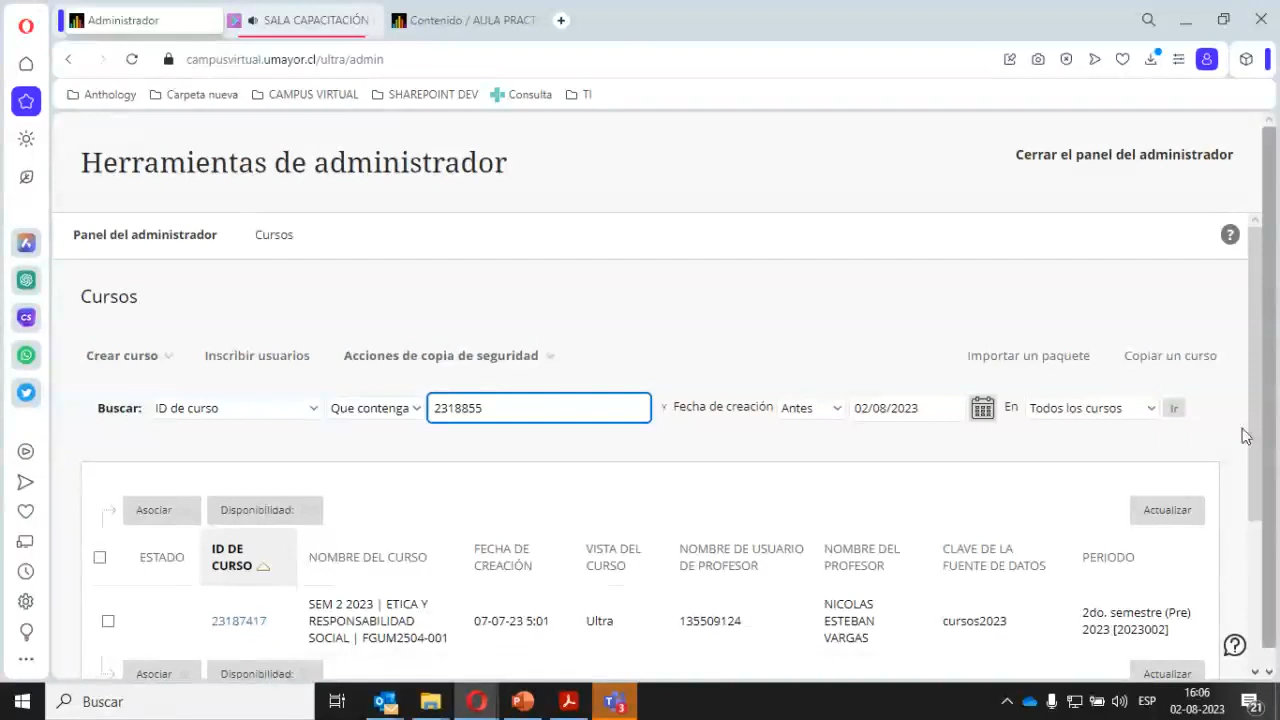 Administrador
SALA CAPACITACIÓN
Contenido / AULA PRACT
campusvirtual.umayor.cl/ultra/admin
Anthology
Carpeta nueva
CAMPUS VIRTUAL
SHAREPOINT DEV
Consulta
TI
Herramientas de administrador
Cerrar el panel del administrador
Panel del administrador
Cursos
?
Cursos
Crear curso
Inscribir usuarios
Acciones de copia de seguridad
Importar un paquete
Copiar un curso
Buscar: ID de curso Que contenga 2318855 y Fecha de creación Antes 02/08/2023 En Todos los cursos Ir
Asociar
Disponibilidad:
Actualizar
ESTADO
ID DE
CURSO
NOMBRE DEL CURSO
FECHA DE
CREACIÓN
VISTA DEL
CURSO
NOMBRE DE USUARIO
DE PROFESOR
NOMBRE DEL
PROFESOR
CLAVE DE LA
FUENTE DE DATOS
PERIODO
23187417
SEM 2 2023 | ETICA Y
RESPONSABILIDAD
SOCIAL | FGUM2504-001
07-07-23 5:01
Ultra
135509124
NICOLAS
ESTEBAN
VARGAS
cursos2023
2do. semestre (Pre)
2023 [2023002]
Asociar
Disponibilidad:
Actualizar
CS
Buscar
3
ESP
16:06
02-08-2023
21